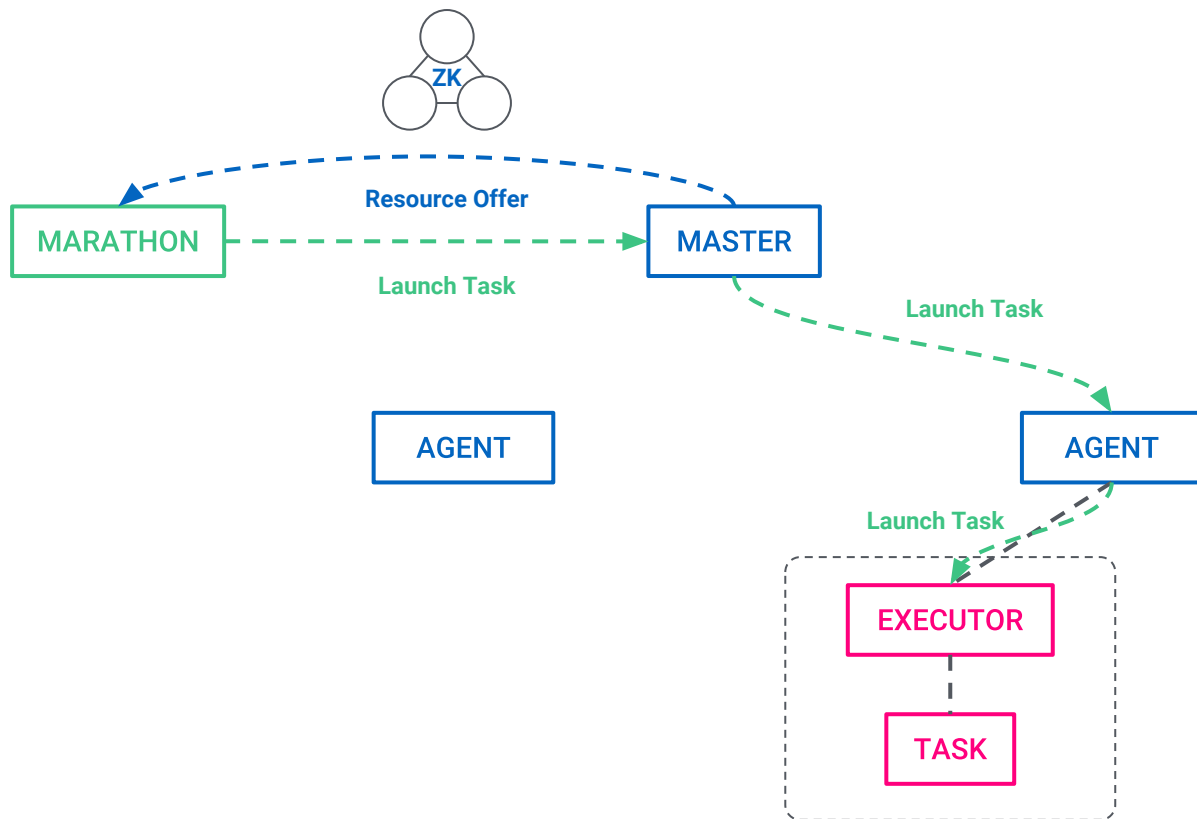 ZK
Resource Offer
MARATHON
MASTER
Launch Task
Launch Task
AGENT
AGENT
Launch Task
EXECUTOR
TASK